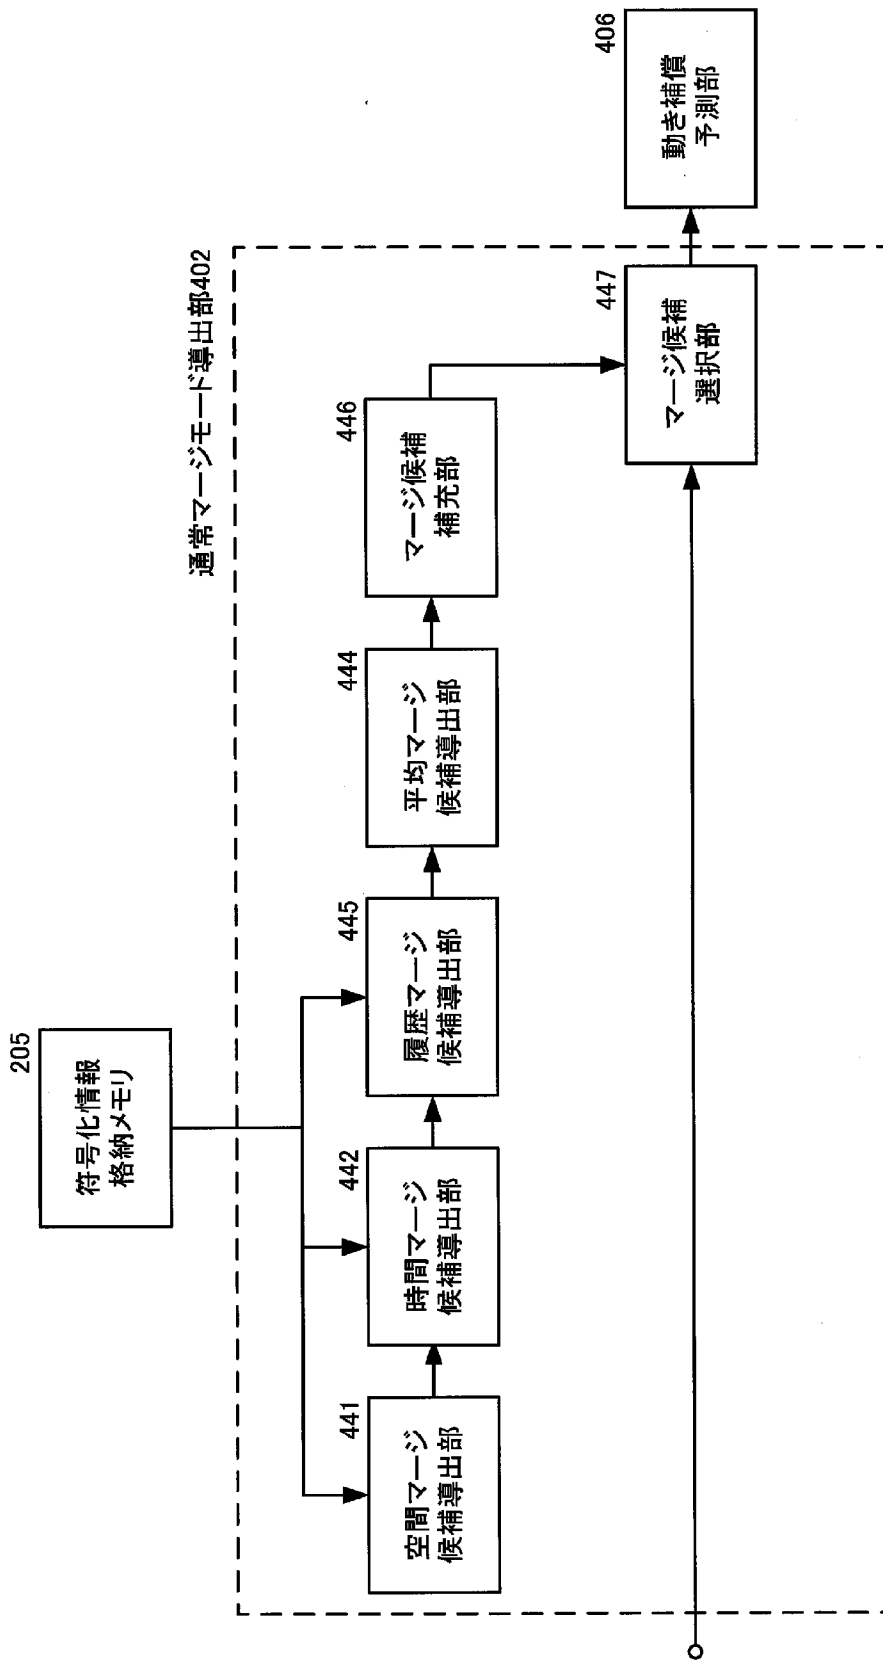 205
符号化情報
格納メモリ
通常マージモード導出部402
441
空間マージ
候補導出部
442
時間マージ
候補導出部
445
履歴マージ
候補導出部
444
平均マージ
候補導出部
446
マージ候補
補充部
447
マージ候補
選択部
406
動き補償
予測部